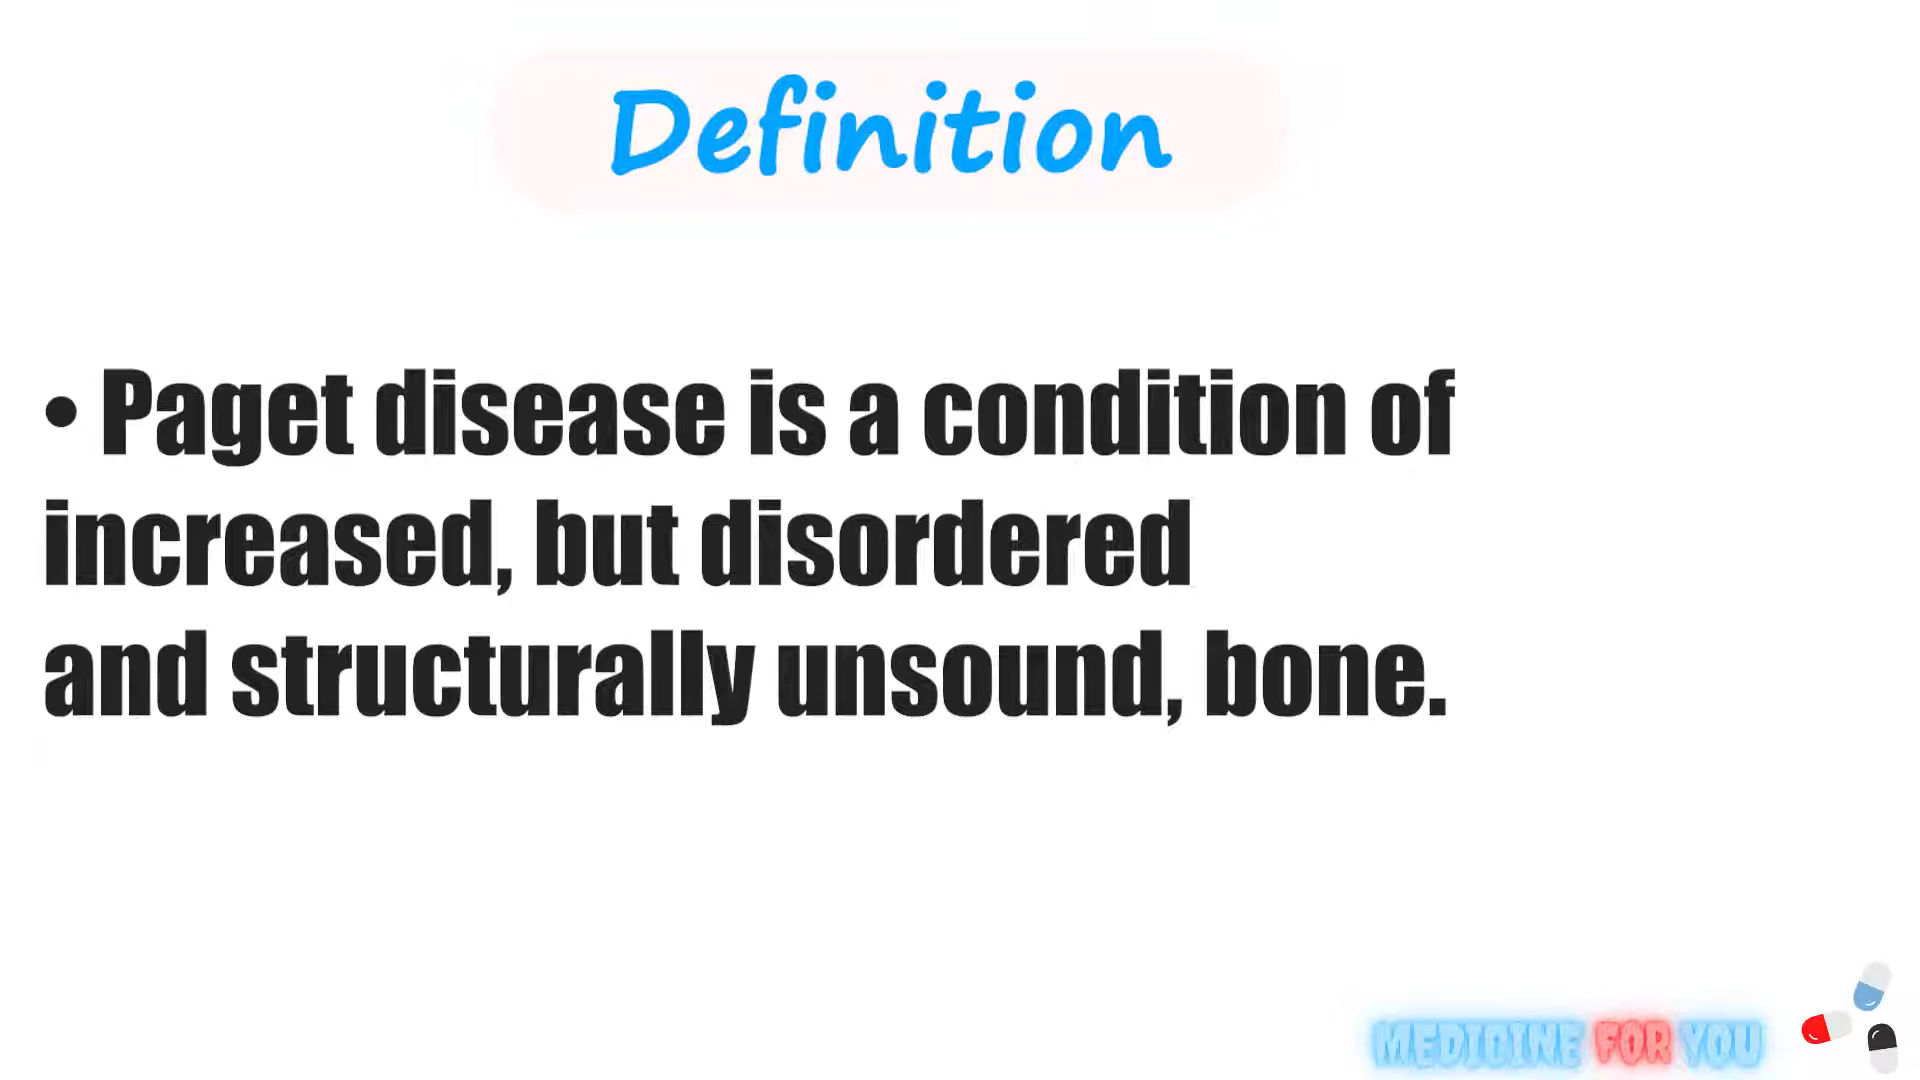 Definition
• Paget disease is a condition of
increased, but disordered
and structurally unsound, bone.
MEDICINE FOR YOU